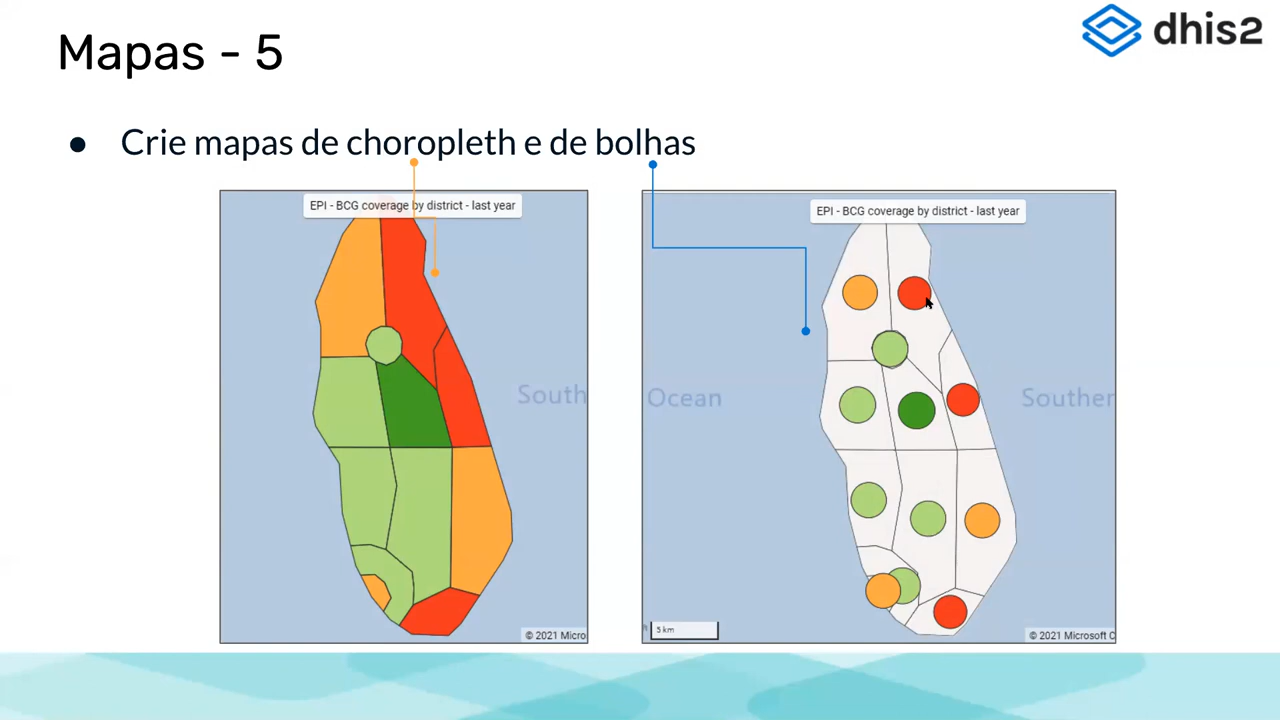 Mapas - 5
dhis2
● Crie mapas de choropleth e de bolhas
EPI - BCG coverage by district - last year
South
© 2021 Micro
EPI - BCG coverage by district - last year
Ocean
Souther
5 km
© 2021 Microsoft C